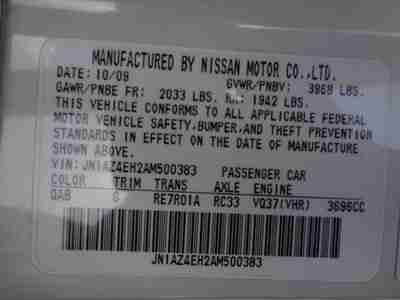 MANUFACTURED BY NISSAN MOTOR CO.,LTD.
DATE: 10/09 GVWR/PNBV: 3968 LBS.
GAWR/PNBE FR: 2033 LBS. RR: 1942 LBS.
THIS VEHICLE CONFORMS TO ALL APPLICABLE FEDERAL
MOTOR VEHICLE SAFETY, BUMPER, AND THEFT PREVENTION
STANDARDS IN EFFECT ON THE DATE OF MANUFACTURE
SHOWN ABOVE.
VIN: JN1AZ4EH2AM500383 PASSENGER CAR
COLOR TRIM TRANS AXLE ENGINE
QAB G RE7R01A RC33 VQ37(VHR) 3696CC
JN1AZ4EH2AM500383